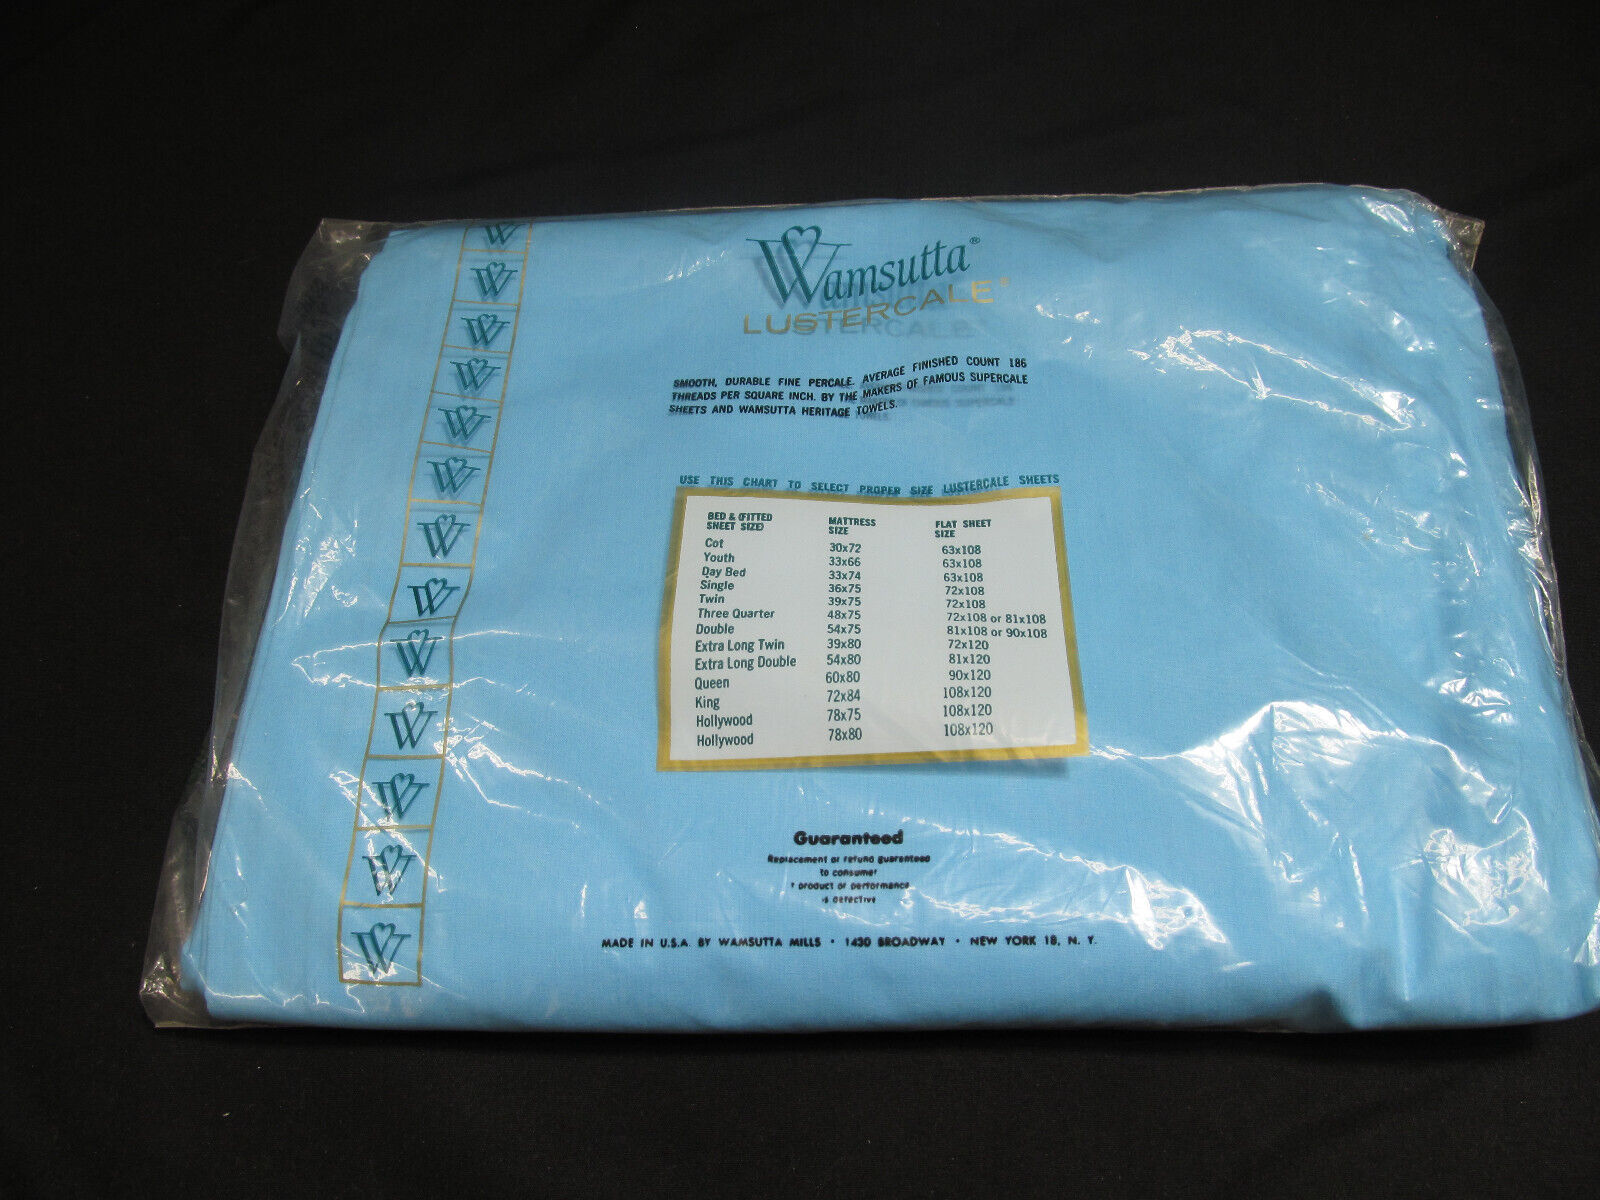 Wamsutta®
LUSTERCALE®
SMOOTH, DURABLE FINE PERCALE. AVERAGE FINISHED COUNT 186
THREADS PER SQUARE INCH. BY THE MAKERS OF FAMOUS SUPERCALE
SHEETS AND WAMSUTTA HERITAGE TOWELS.
USE THIS CHART TO SELECT PROPER SIZE LUSTERCALE SHEETS
BED & (FITTED SHEET SIZE) MATTRESS SIZE FLAT SHEET SIZE
Cot 30x72 63x108
Youth 33x66 63x108
Day Bed 33x74 63x108
Single 36x75 72x108
Twin 39x75 72x108
Three Quarter 48x75 72x108 or 81x108
Double 54x75 81x108 or 90x108
Extra Long Twin 39x80 72x120
Extra Long Double 54x80 81x120
Queen 60x80 90x120
King 72x84 108x120
Hollywood 78x75 108x120
Hollywood 78x80 108x120
Guaranteed
Replacement or refund guaranteed
to consumer
product or performance
defective
MADE IN U.S.A. BY WAMSUTTA MILLS • 1430 BROADWAY • NEW YORK 18, N. Y.
W
W
W
W
W
W
W
W
W
W
W
W
W